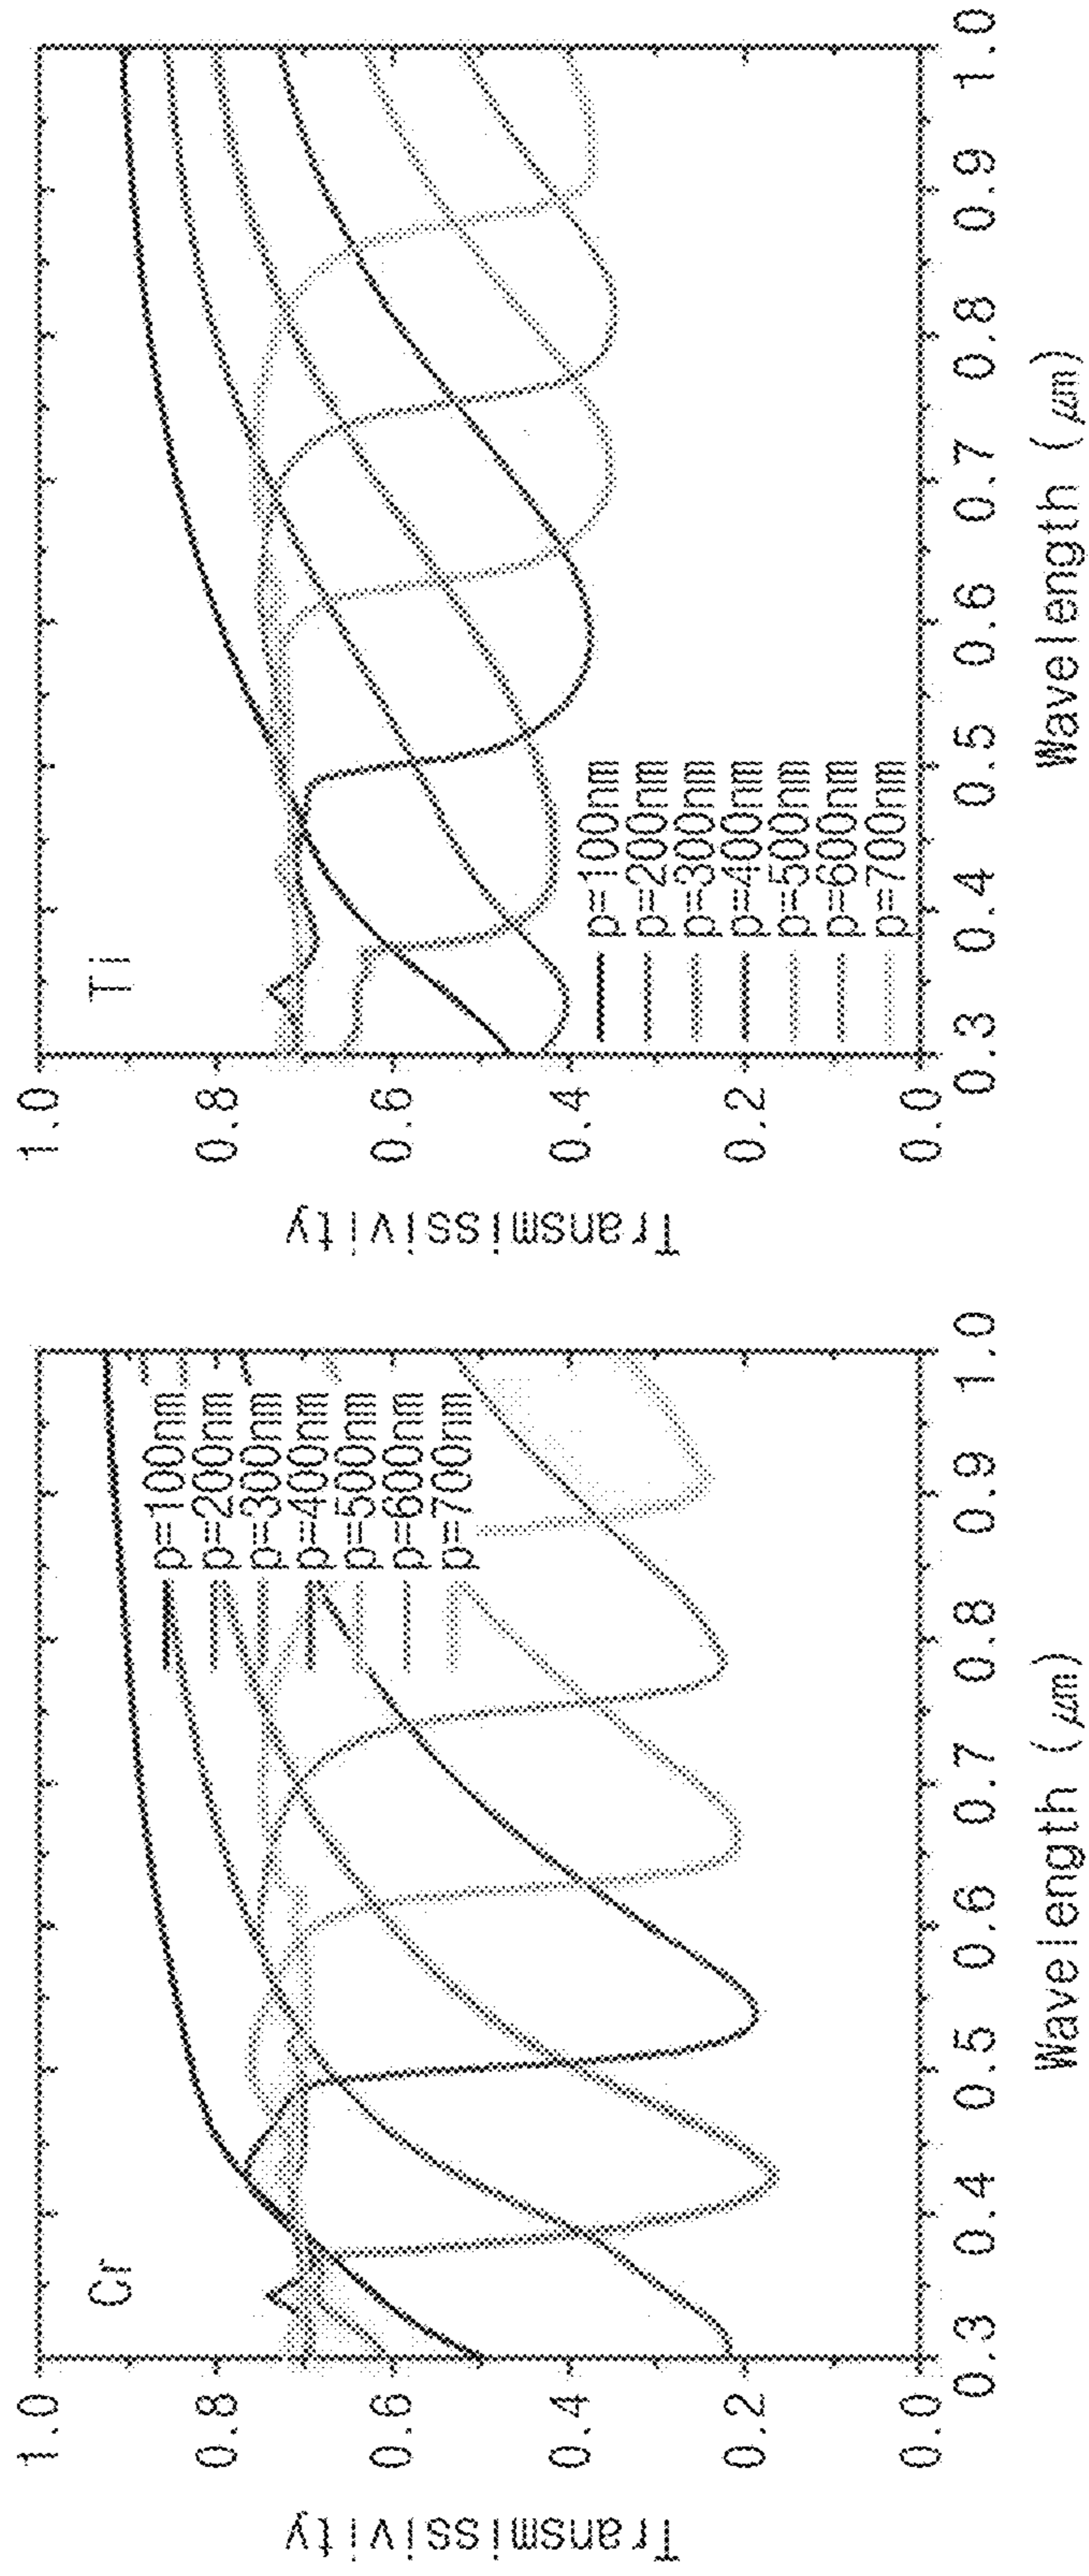 Cr
Transmissivity
1.0
0.8
0.6
0.4
0.2
0.0
p=100nm
p=200nm
p=300nm
p=400nm
p=500nm
p=600nm
p=700nm
0.3 0.4 0.5 0.6 0.7 0.8 0.9 1.0
Wavelength (μm)
Ti
Transmissivity
1.0
0.8
0.6
0.4
0.2
0.0
p=100nm
p=200nm
p=300nm
p=400nm
p=500nm
p=600nm
p=700nm
0.3 0.4 0.5 0.6 0.7 0.8 0.9 1.0
Wavelength (μm)